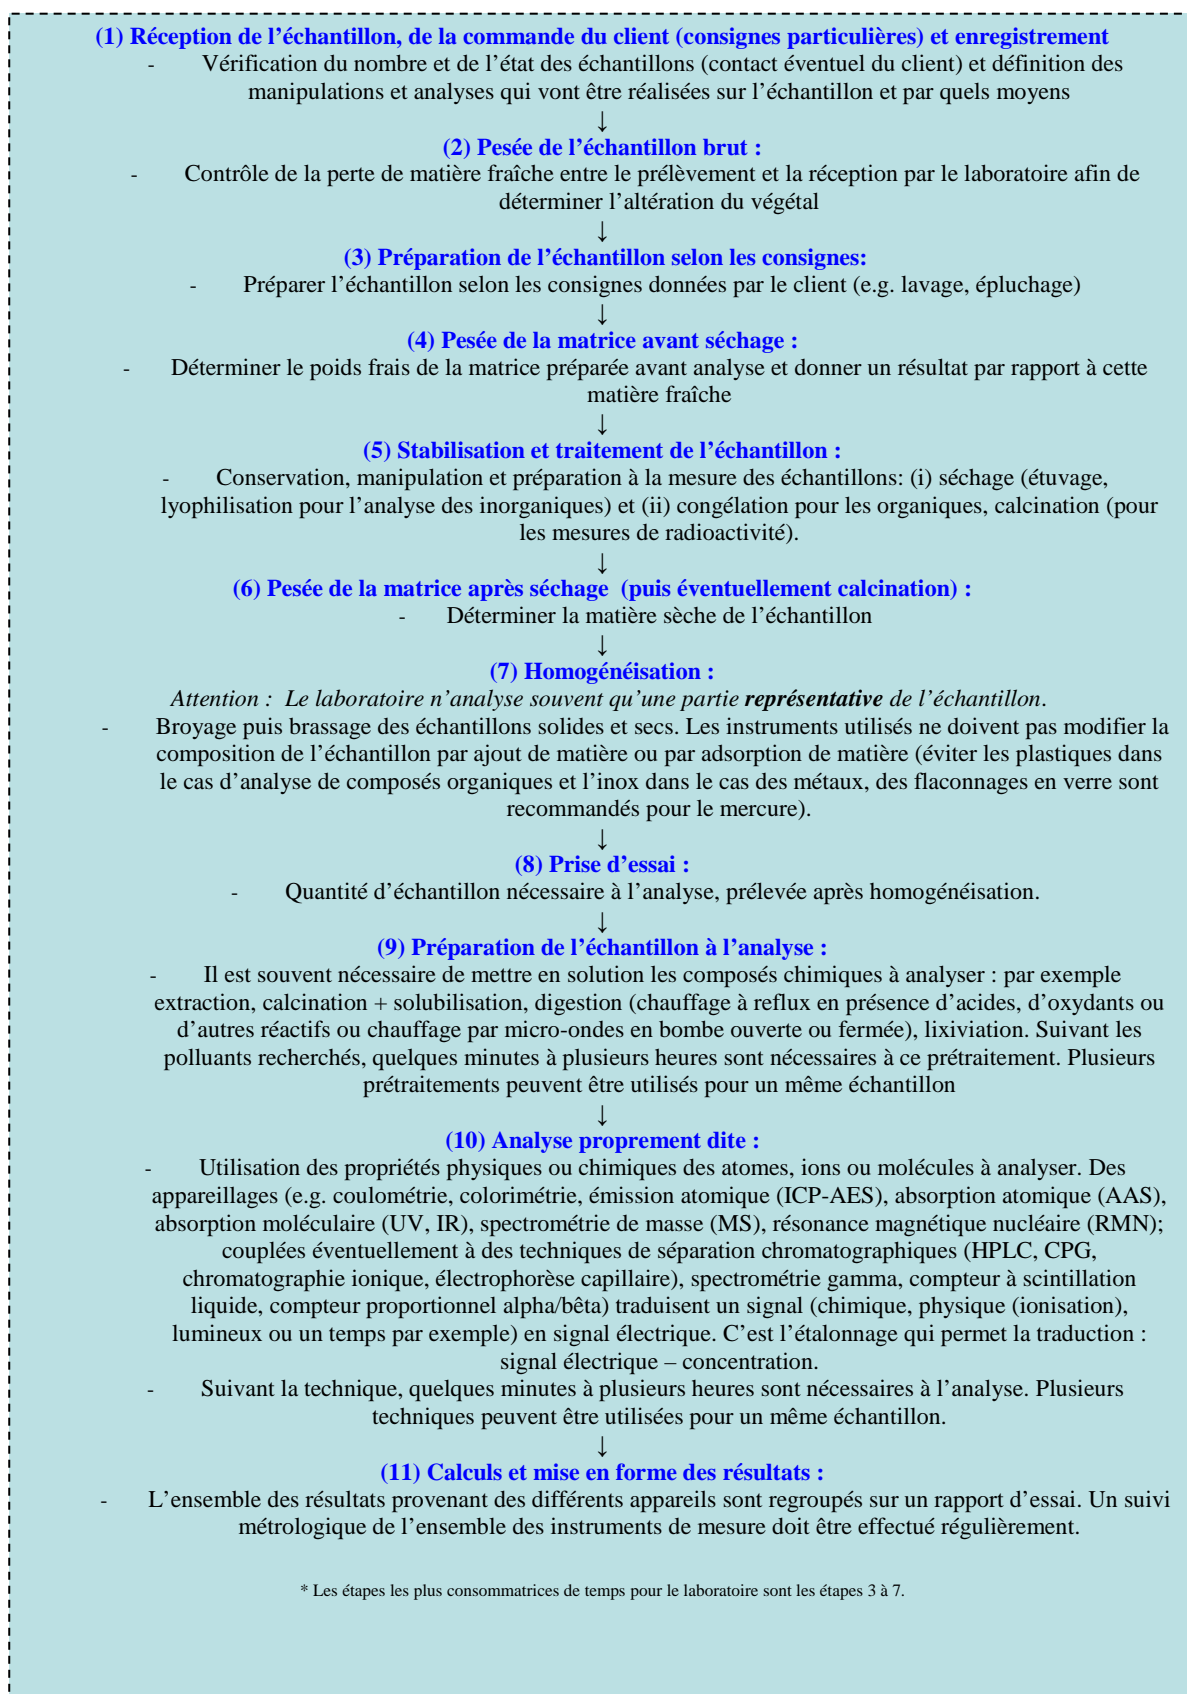 (1) Réception de l’échantillon, de la commande du client (consignes particulières) et enregistrement
- Vérification du nombre et de l’état des échantillons (contact éventuel du client) et définition des
manipulations et analyses qui vont être réalisées sur l’échantillon et par quels moyens
↓
(2) Pesée de l’échantillon brut :
- Contrôle de la perte de matière fraîche entre le prélèvement et la réception par le laboratoire afin de
déterminer l’altération du végétal
↓
(3) Préparation de l’échantillon selon les consignes:
- Préparer l’échantillon selon les consignes données par le client (e.g. lavage, épluchage)
↓
(4) Pesée de la matrice avant séchage :
- Déterminer le poids frais de la matrice préparée avant analyse et donner un résultat par rapport à cette
matière fraîche
↓
(5) Stabilisation et traitement de l’échantillon :
- Conservation, manipulation et préparation à la mesure des échantillons: (i) séchage (étuvage,
lyophilisation pour l’analyse des inorganiques) et (ii) congélation pour les organiques, calcination (pour
les mesures de radioactivité).
↓
(6) Pesée de la matrice après séchage (puis éventuellement calcination) :
- Déterminer la matière sèche de l’échantillon
↓
(7) Homogénéisation :
Attention : Le laboratoire n’analyse souvent qu’une partie représentative de l’échantillon.
- Broyage puis brassage des échantillons solides et secs. Les instruments utilisés ne doivent pas modifier la
composition de l’échantillon par ajout de matière ou par adsorption de matière (éviter les plastiques dans
le cas d’analyse de composés organiques et l’inox dans le cas des métaux, des flaconnages en verre sont
recommandés pour le mercure).
↓
(8) Prise d’essai :
- Quantité d’échantillon nécessaire à l’analyse, prélevée après homogénéisation.
↓
(9) Préparation de l’échantillon à l’analyse :
- Il est souvent nécessaire de mettre en solution les composés chimiques à analyser : par exemple
extraction, calcination + solubilisation, digestion (chauffage à reflux en présence d’acides, d’oxydants ou
d’autres réactifs ou chauffage par micro-ondes en bombe ouverte ou fermée), lixiviation. Suivant les
polluants recherchés, quelques minutes à plusieurs heures sont nécessaires à ce prétraitement. Plusieurs
prétraitements peuvent être utilisés pour un même échantillon
↓
(10) Analyse proprement dite :
- Utilisation des propriétés physiques ou chimiques des atomes, ions ou molécules à analyser. Des
appareillages (e.g. coulométrie, colorimétrie, émission atomique (ICP-AES), absorption atomique (AAS),
absorption moléculaire (UV, IR), spectrométrie de masse (MS), résonance magnétique nucléaire (RMN);
couplées éventuellement à des techniques de séparation chromatographiques (HPLC, CPG,
chromatographie ionique, électrophorèse capillaire), spectrométrie gamma, compteur à scintillation
liquide, compteur proportionnel alpha/bêta) traduisent un signal (chimique, physique (ionisation),
lumineux ou un temps par exemple) en signal électrique. C’est l’étalonnage qui permet la traduction :
signal électrique – concentration.
- Suivant la technique, quelques minutes à plusieurs heures sont nécessaires à l’analyse. Plusieurs
techniques peuvent être utilisées pour un même échantillon.
↓
(11) Calculs et mise en forme des résultats :
- L’ensemble des résultats provenant des différents appareils sont regroupés sur un rapport d’essai. Un suivi
métrologique de l’ensemble des instruments de mesure doit être effectué régulièrement.
* Les étapes les plus consommatrices de temps pour le laboratoire sont les étapes 3 à 7.